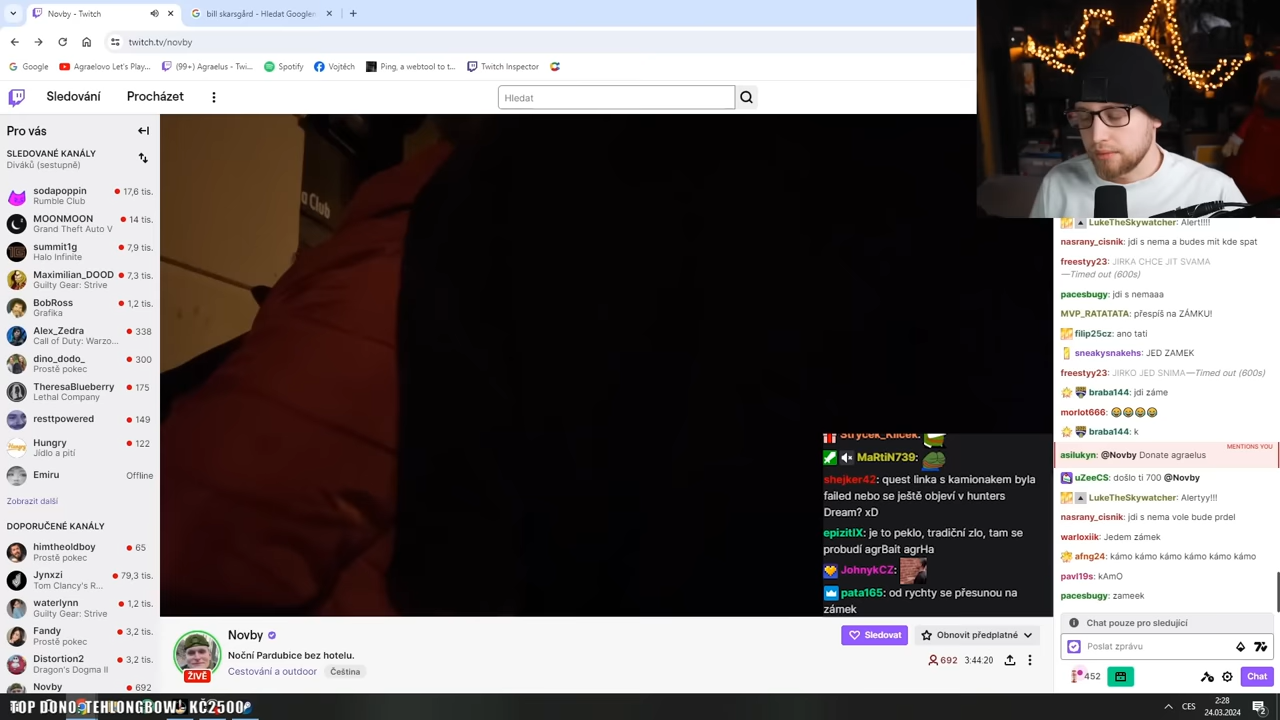 Novby - Twitch
bill skarsgård - Hledat Google
twitch.tv/novby
Google
Agraelovo Let's Play...
(99+) Agraelus - Twi...
Spotify
Vojtěch
Ping, a webtool to t...
Twitch Inspector
Sledování
Procházet
Hledat
Pro vás
SLEDOVANÉ KANÁLY
Diváků (sestupně)
sodapoppin
17,6 tis.
Rumble Club
MOONMOON
14 tis.
Grand Theft Auto V
summit1g
7,9 tis.
Halo Infinite
Maximilian_DOOD
7,3 tis.
Guilty Gear: Strive
BobRoss
1,2 tis.
Grafika
Alex_Zedra
338
Call of Duty: Warzo...
dino_dodo_
300
Prostě pokec
TheresaBlueberry
175
Lethal Company
resttpowered
149
Hungry
122
Jídlo a pití
Emiru
Offline
Zobrazit další
DOPORUČENÉ KANÁLY
himtheoldboy
65
Prostě pokec
Jynxzi
79,3 tis.
Tom Clancy's R...
waterlynn
1,2 tis.
Guilty Gear: Strive
Fandy
3,2 tis.
Prostě pokec
Distortion2
3,2 tis.
Dragon's Dogma II
Novby
692
o Club
Strycek_Klicek:
MaRtiN739:
shejker42: quest linka s kamionakem byla
failed nebo se ještě objeví v hunters
Dream? xD
epizitIX: je to peklo, tradiční zlo, tam se
probudí agrBait agrHa
JohnykCZ:
pata165: od rychty se přesunou na
zámek
Novby
Noční Pardubice bez hotelu.
Cestování a outdoor
Čeština
ŽIVĚ
Sledovat
Obnovit předplatné
692
3:44:20
LukeTheSkywatcher: Alert!!!!
nasrany_cisnik: jdi s nema a budes mit kde spat
freestyy23: JIRKA CHCE JIT SVAMA
—Timed out (600s)
pacesbugy: jdi s nemaaa
MVP_RATATATA: přespíš na ZÁMKU!
filip25cz: ano tati
sneakysnakehs: JED ZAMEK
freestyy23: JIRKO JED SNIMA—Timed out (600s)
braba144: jdi záme
morlot666:
braba144: k
MENTIONS YOU
asilukyn: @Novby Donate agraelus
uZeeCS: došlo ti 700 @Novby
LukeTheSkywatcher: Alertyy!!!
nasrany_cisnik: jdi s nema vole bude prdel
warloxiik: Jedem zámek
afng24: kámo kámo kámo kámo kámo kámo
pavl19s: kAmO
pacesbugy: zameek
Chat pouze pro sledující
Poslat zprávu
452
Chat
CES
2:28
24.03.2024
2